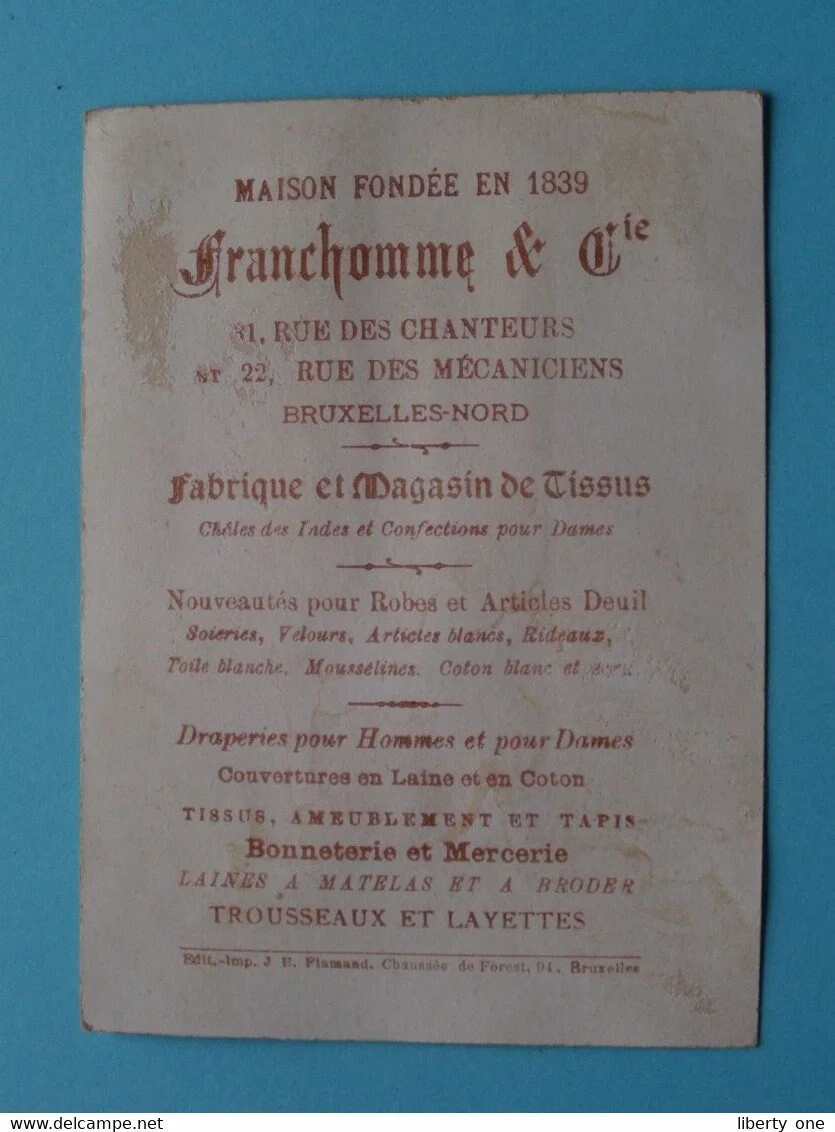 MAISON FONDÉE EN 1839
Franchomme & Cie
31, RUE DES CHANTEURS
ET 22, RUE DES MÉCANICIENS
BRUXELLES-NORD
Fabrique et Magasin de Tissus
Châles des Indes et Confections pour Dames
Nouveautés pour Robes et Articles Deuil
Soieries, Velours, Articles blancs, Rideaux,
Toile blanche, Mousselines. Coton blanc et
Draperies pour Hommes et pour Dames
Couvertures en Laine et en Coton
TISSUS, AMEUBLEMENT ET TAPIS
Bonneterie et Mercerie
LAINES A MATELAS ET A BRODER
TROUSSEAUX ET LAYETTES
Edit.-Imp. J B. Flamand. Chaussée de Forest, 94. Bruxelles
Delcampe.net
liberty one